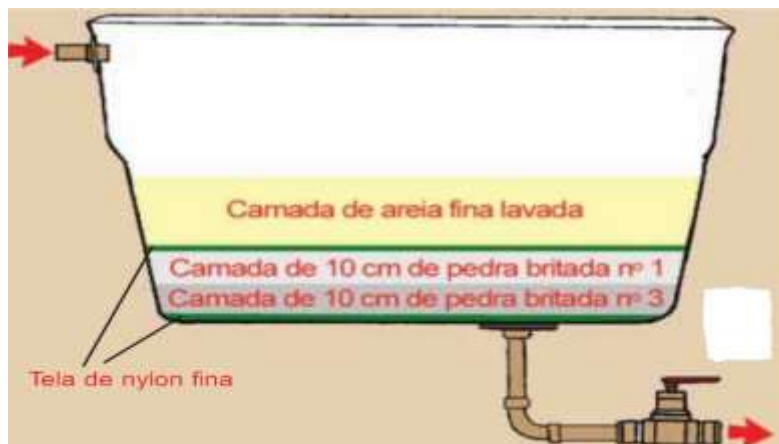 Camada de areia fina lavada
Camada de 10 cm de pedra britada nº 1
Camada de 10 cm de pedra britada nº 3
Tela de nylon fina